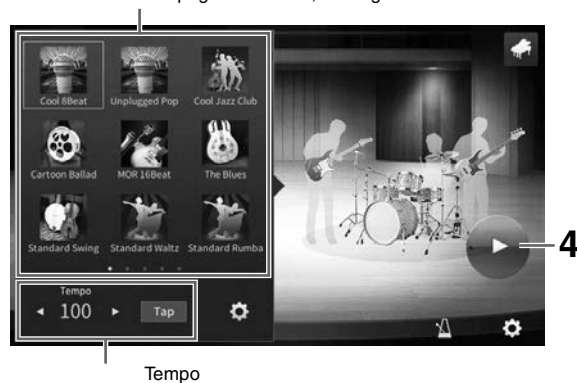 Cool 8Beat Unplugged Pop Cool Jazz Club
Cartoon Ballad MOR 16Beat The Blues
Standard Swing Standard Waltz Standard Rumba
4
Tempo
100 Tap
Tempo